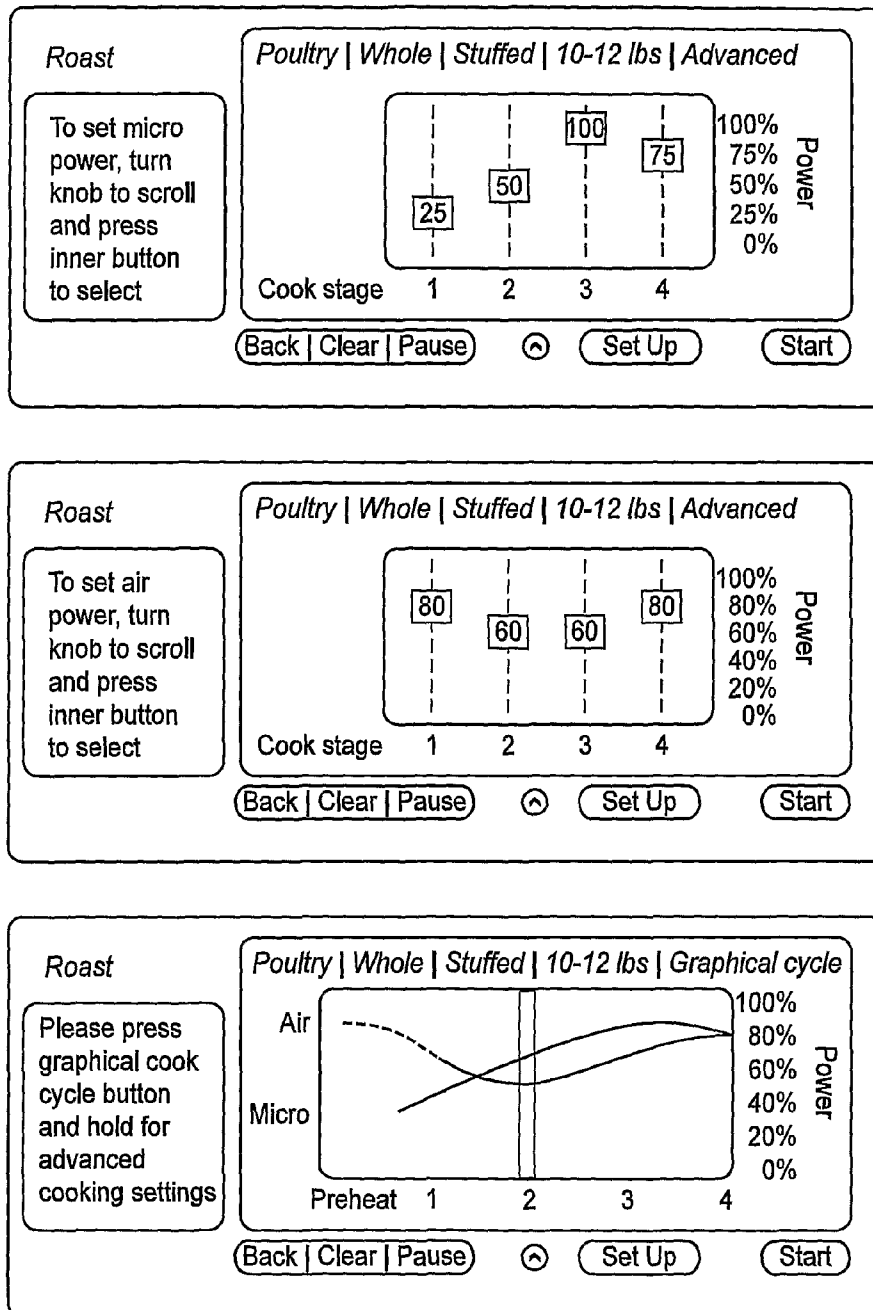 Roast
Poultry | Whole | Stuffed | 10-12 lbs | Advanced
To set micro
power, turn
knob to scroll
and press
inner button
to select
100
75
50
25
100%
75%
50%
25%
0%
Power
Cook stage 1 2 3 4
Back | Clear | Pause Set Up Start
Roast
Poultry | Whole | Stuffed | 10-12 lbs | Advanced
To set air
power, turn
knob to scroll
and press
inner button
to select
80 60 60 80
100%
80%
60%
40%
20%
0%
Power
Cook stage 1 2 3 4
Back | Clear | Pause Set Up Start
Roast
Poultry | Whole | Stuffed | 10-12 lbs | Graphical cycle
Please press
graphical cook
cycle button
and hold for
advanced
cooking settings
Air
Micro
100%
80%
60%
40%
20%
0%
Power
Preheat 1 2 3 4
Back | Clear | Pause Set Up Start